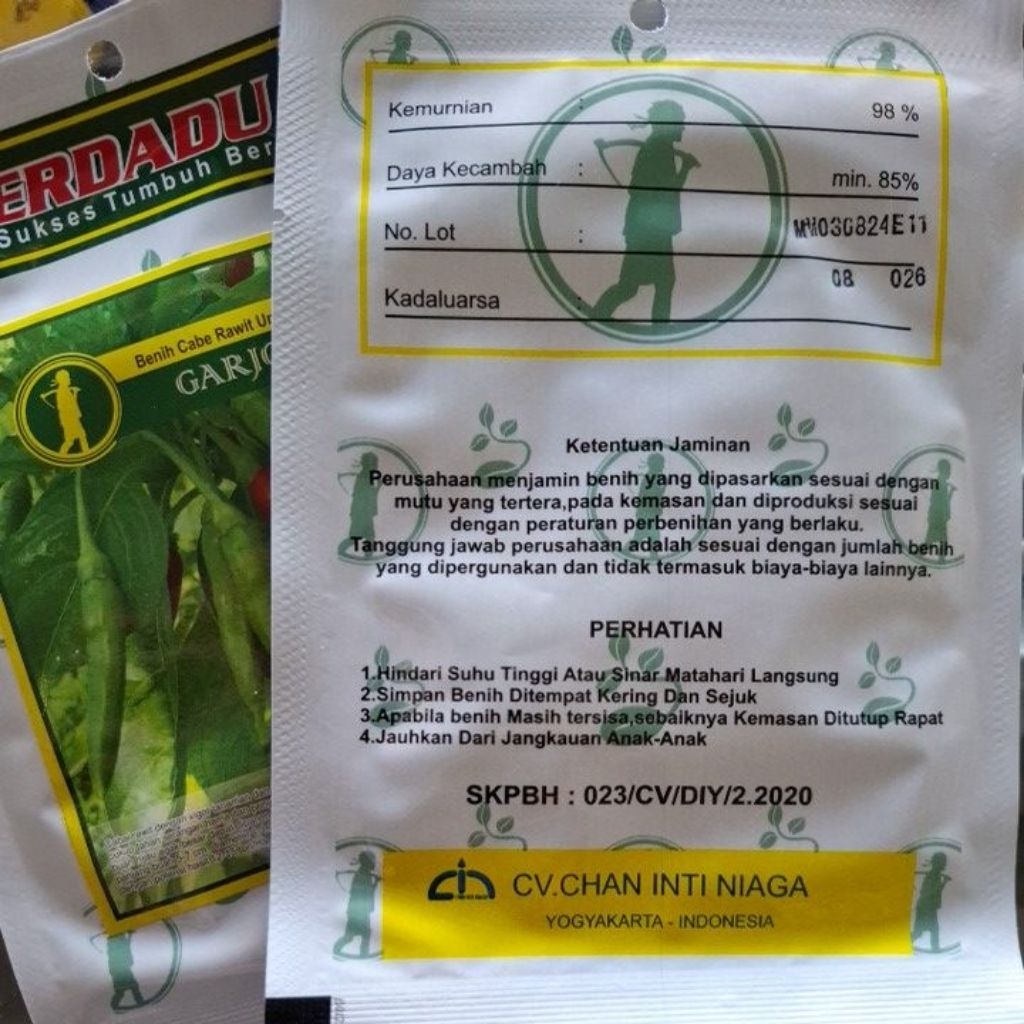 ERDADU
Sukses Tumbuh Ber
Benih Cabe Rawit Un
GARJO
Kemurnian : 98 %
Daya Kecambah : min. 85%
No. Lot :
Kadaluarsa : 08 026
Ketentuan Jaminan
Perusahaan menjamin benih yang dipasarkan sesuai dengan
mutu yang tertera,pada kemasan dan diproduksi sesuai
dengan peraturan perbenihan yang berlaku.
Tanggung jawab perusahaan adalah sesuai dengan jumlah benih
yang dipergunakan dan tidak termasuk biaya-biaya lainnya.
PERHATIAN
1.Hindari Suhu Tinggi Atau Sinar Matahari Langsung
2.Simpan Benih Ditempat Kering Dan Sejuk
3.Apabila benih Masih tersisa,sebaiknya Kemasan Ditutup Rapat
4.Jauhkan Dari Jangkauan Anak-Anak
SKPBH : 023/CV/DIY/2.2020
CV.CHAN INTI NIAGA
YOGYAKARTA - INDONESIA